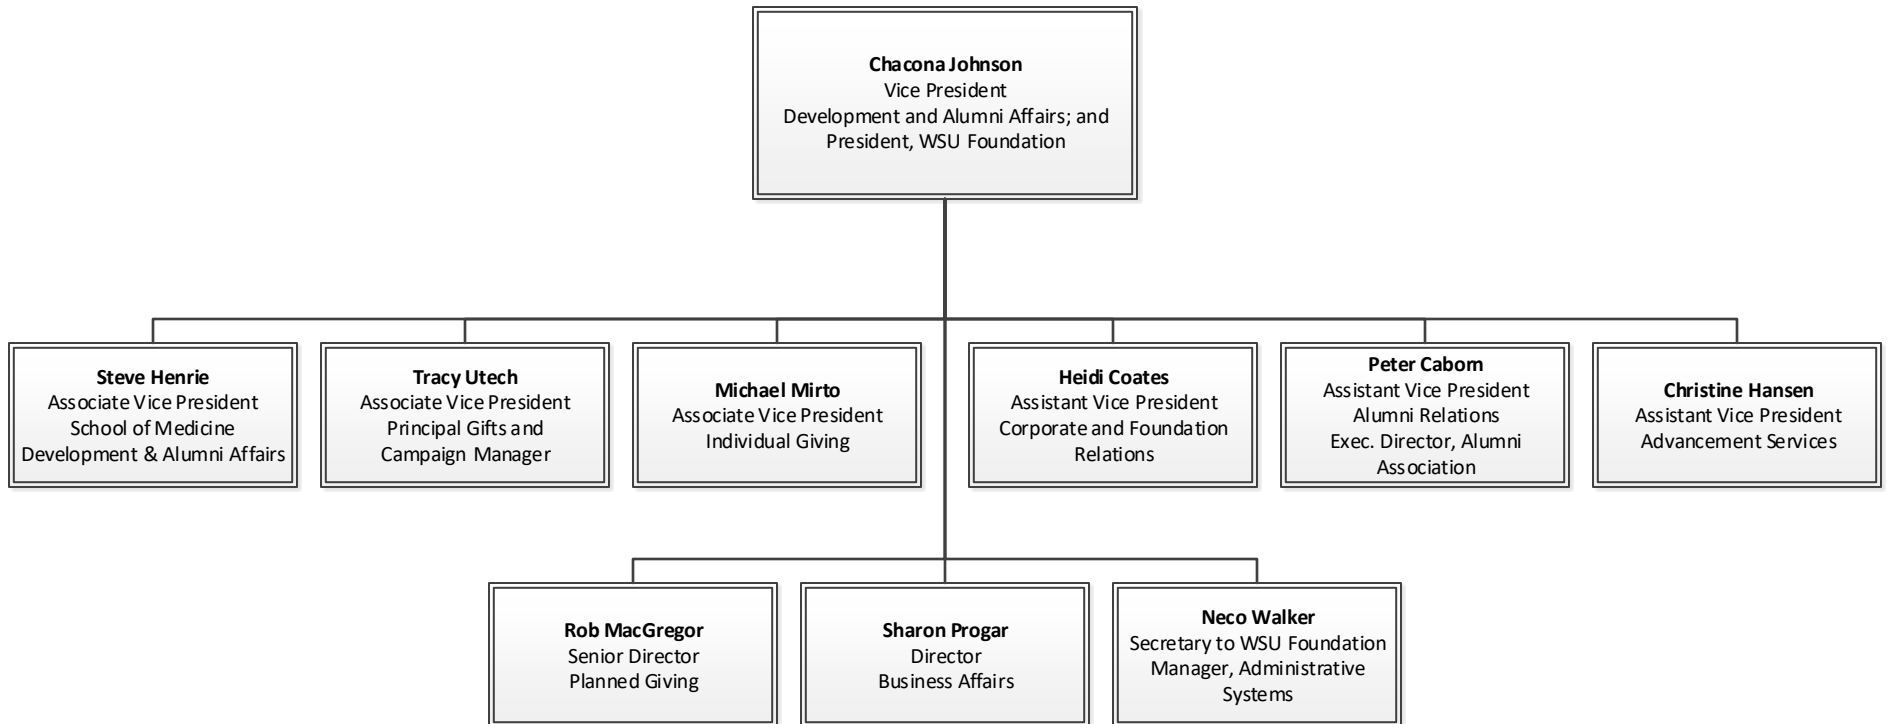 Chacona Johnson
Vice President
Development and Alumni Affairs; and
President, WSU Foundation
Steve Henrie
Associate Vice President
School of Medicine
Development & Alumni Affairs
Tracy Utech
Associate Vice President
Principal Gifts and
Campaign Manager
Michael Mirto
Associate Vice President
Individual Giving
Heidi Coates
Assistant Vice President
Corporate and Foundation
Relations
Peter Caborn
Assistant Vice President
Alumni Relations
Exec. Director, Alumni
Association
Christine Hansen
Assistant Vice President
Advancement Services
Rob MacGregor
Senior Director
Planned Giving
Sharon Progar
Director
Business Affairs
Neco Walker
Secretary to WSU Foundation
Manager, Administrative
Systems